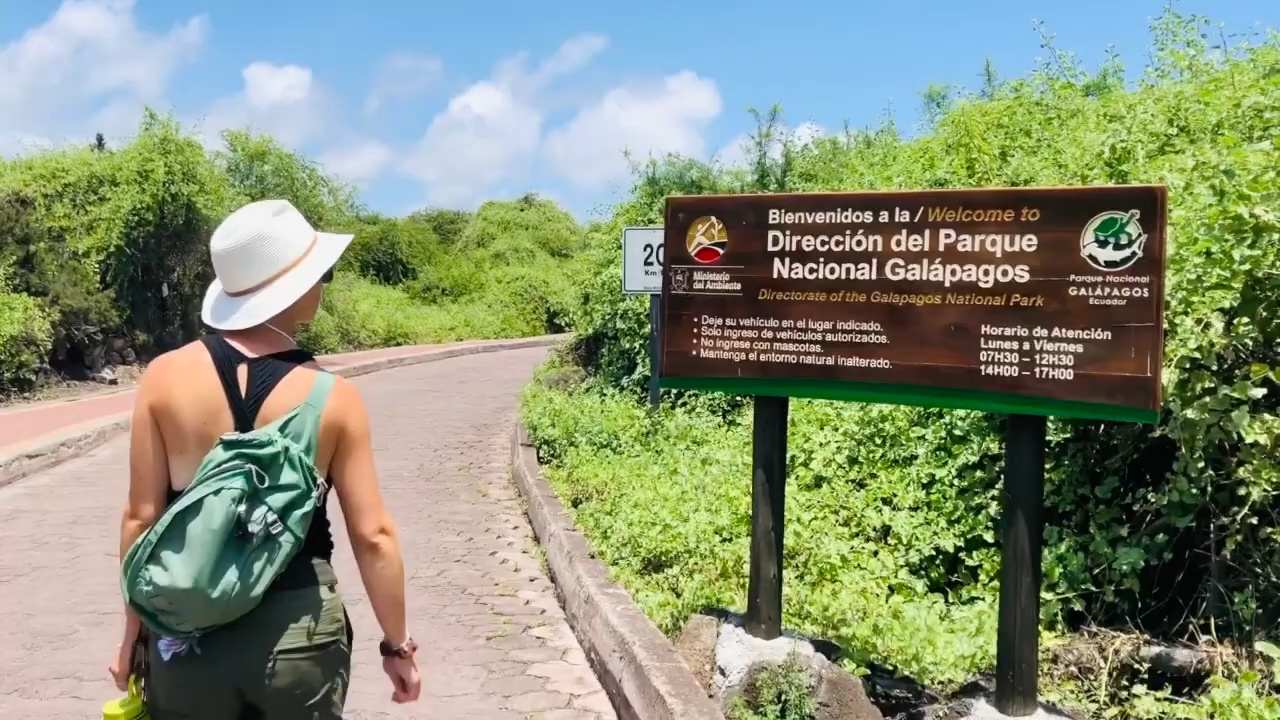 20
Km/
Bienvenidos a la / Welcome to
Dirección del Parque
Nacional Galápagos
Directorate of the Galapagos National Park
Ministerio
del Ambiente
Parque Nacional
GALÁPAGOS
Ecuador
• Deje su vehículo en el lugar indicado.
• Solo ingreso de vehículos autorizados.
• No ingrese con mascotas.
• Mantenga el entorno natural inalterado.
Horario de Atención
Lunes a Viernes
07H30 – 12H30
14H00 – 17H00